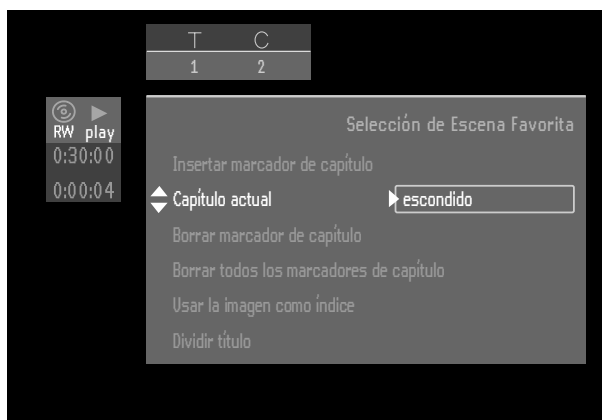 T C
1 2
RW play
0:30:00
0:00:04
Selección de Escena Favorita
Insertar marcador de capítulo
Capítulo actual escondido
Borrar marcador de capítulo
Borrar todos los marcadores de capítulo
Usar la imagen como índice
Dividir título